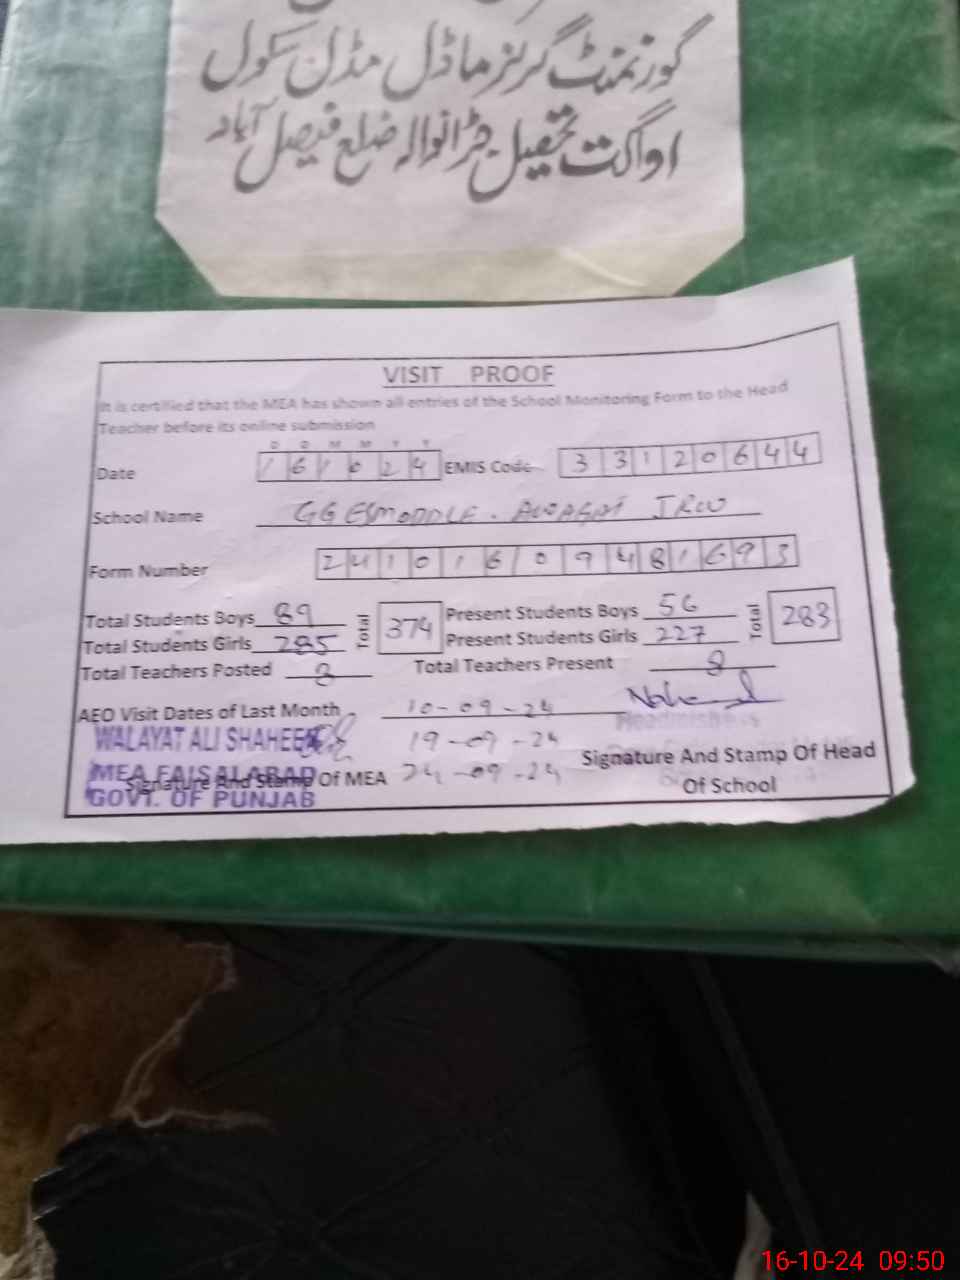 گورنمنٹ گرلز ماڈل مڈل سکول
اواگت تحصیل جڑانوالہ ضلع فیصل آباد
VISIT PROOF
It is certified that the MEA has shown all entries of the School Monitoring Form to the Head
Teacher before its online submission
D D M M Y Y
Date 1 6 1 0 2 4 EMIS Code 3 3 1 2 0 6 4 4
School Name GGES MODDLE. AWAGAT JRW
Form Number 2 4 1 0 1 6 0 9 4 8 1 6 9 3
Total Students Boys 89 Total 374 Present Students Boys 56 Total 283
Total Students Girls 285 Present Students Girls 227
Total Teachers Posted 8 Total Teachers Present 8
AEO Visit Dates of Last Month 10-09-24
WALAYAT ALI SHAHEEN 19-09-24 Headmistress
MEA FAISALABAD 24-09-24 Signature And Stamp Of Head
Signature And Stamp Of MEA Of School
GOVT. OF PUNJAB
16-10-24 09:50